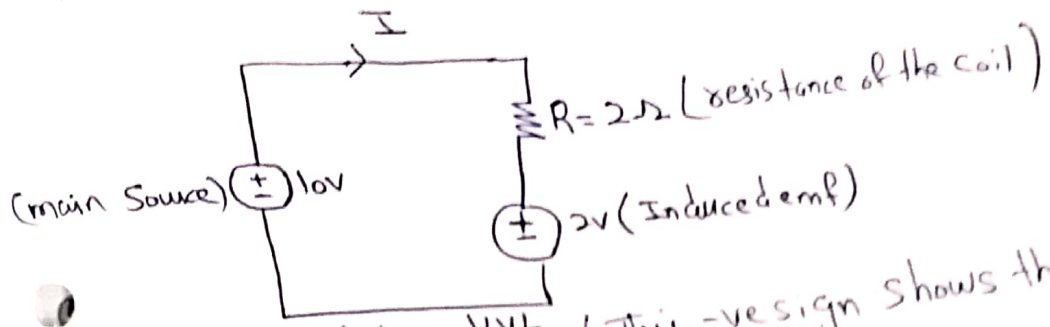 I
R=2Ω (resistance of the coil)
(main Source) ± 10V
± 2V (Induced emf)
-ve sign shows th